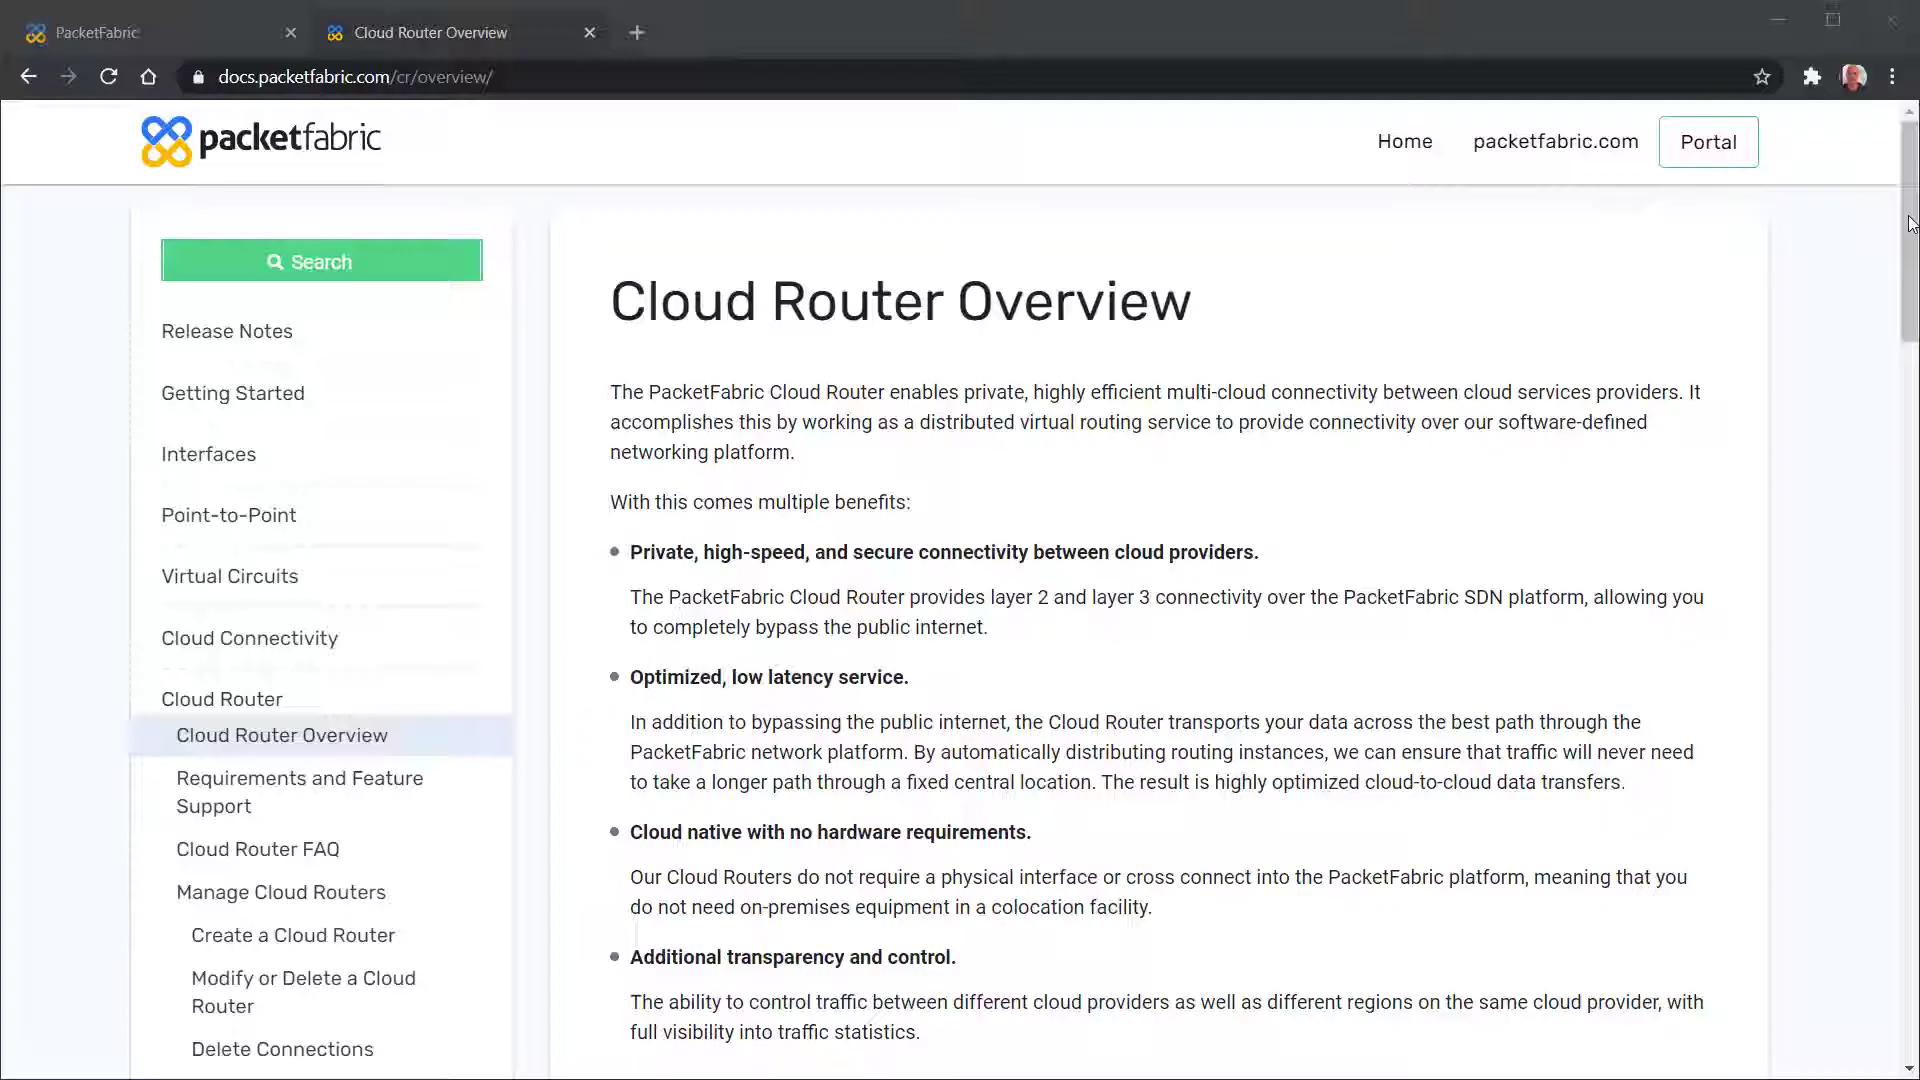 PacketFabric
Cloud Router Overview
docs.packetfabric.com/cr/overview/
packetfabric
Home
packetfabric.com
Portal
Search
Release Notes
Getting Started
Interfaces
Point-to-Point
Virtual Circuits
Cloud Connectivity
Cloud Router
Cloud Router Overview
Requirements and Feature
Support
Cloud Router FAQ
Manage Cloud Routers
Create a Cloud Router
Modify or Delete a Cloud
Router
Delete Connections
Cloud Router Overview
The PacketFabric Cloud Router enables private, highly efficient multi-cloud connectivity between cloud services providers. It
accomplishes this by working as a distributed virtual routing service to provide connectivity over our software-defined
networking platform.
With this comes multiple benefits:
Private, high-speed, and secure connectivity between cloud providers.
The PacketFabric Cloud Router provides layer 2 and layer 3 connectivity over the PacketFabric SDN platform, allowing you
to completely bypass the public internet.
Optimized, low latency service.
In addition to bypassing the public internet, the Cloud Router transports your data across the best path through the
PacketFabric network platform. By automatically distributing routing instances, we can ensure that traffic will never need
to take a longer path through a fixed central location. The result is highly optimized cloud-to-cloud data transfers.
Cloud native with no hardware requirements.
Our Cloud Routers do not require a physical interface or cross connect into the PacketFabric platform, meaning that you
do not need on-premises equipment in a colocation facility.
Additional transparency and control.
The ability to control traffic between different cloud providers as well as different regions on the same cloud provider, with
full visibility into traffic statistics.